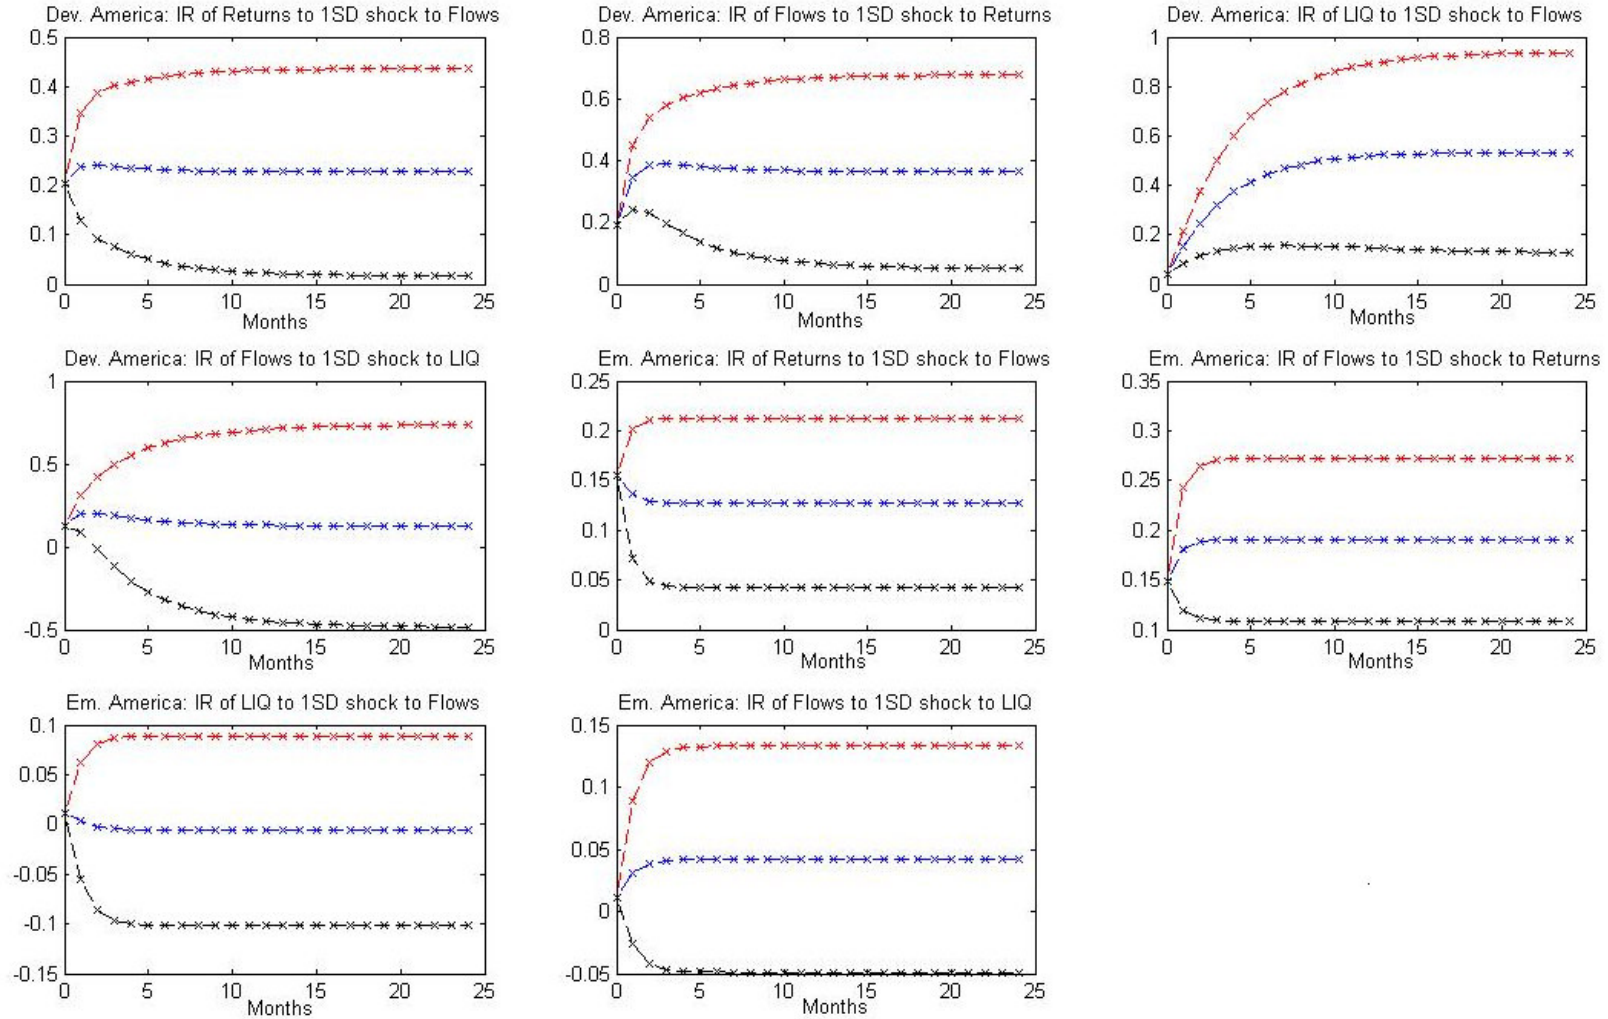 Dev. America: IR of Returns to 1SD shock to Flows
0.5
0.4
0.3
0.2
0.1
0
0 5 10 15 20 25
Months
Dev. America: IR of Flows to 1SD shock to Returns
0.8
0.6
0.4
0.2
0
0 5 10 15 20 25
Months
Dev. America: IR of LIQ to 1SD shock to Flows
1
0.8
0.6
0.4
0.2
0
0 5 10 15 20 25
Months
Dev. America: IR of Flows to 1SD shock to LIQ
1
0.5
0
-0.5
0 5 10 15 20 25
Months
Em. America: IR of Returns to 1SD shock to Flows
0.25
0.2
0.15
0.1
0.05
0
0 5 10 15 20 25
Months
Em. America: IR of Flows to 1SD shock to Returns
0.35
0.3
0.25
0.2
0.15
0.1
0 5 10 15 20 25
Months
Em. America: IR of LIQ to 1SD shock to Flows
0.1
0.05
0
-0.05
-0.1
-0.15
0 5 10 15 20 25
Months
Em. America: IR of Flows to 1SD shock to LIQ
0.15
0.1
0.05
0
-0.05
0 5 10 15 20 25
Months